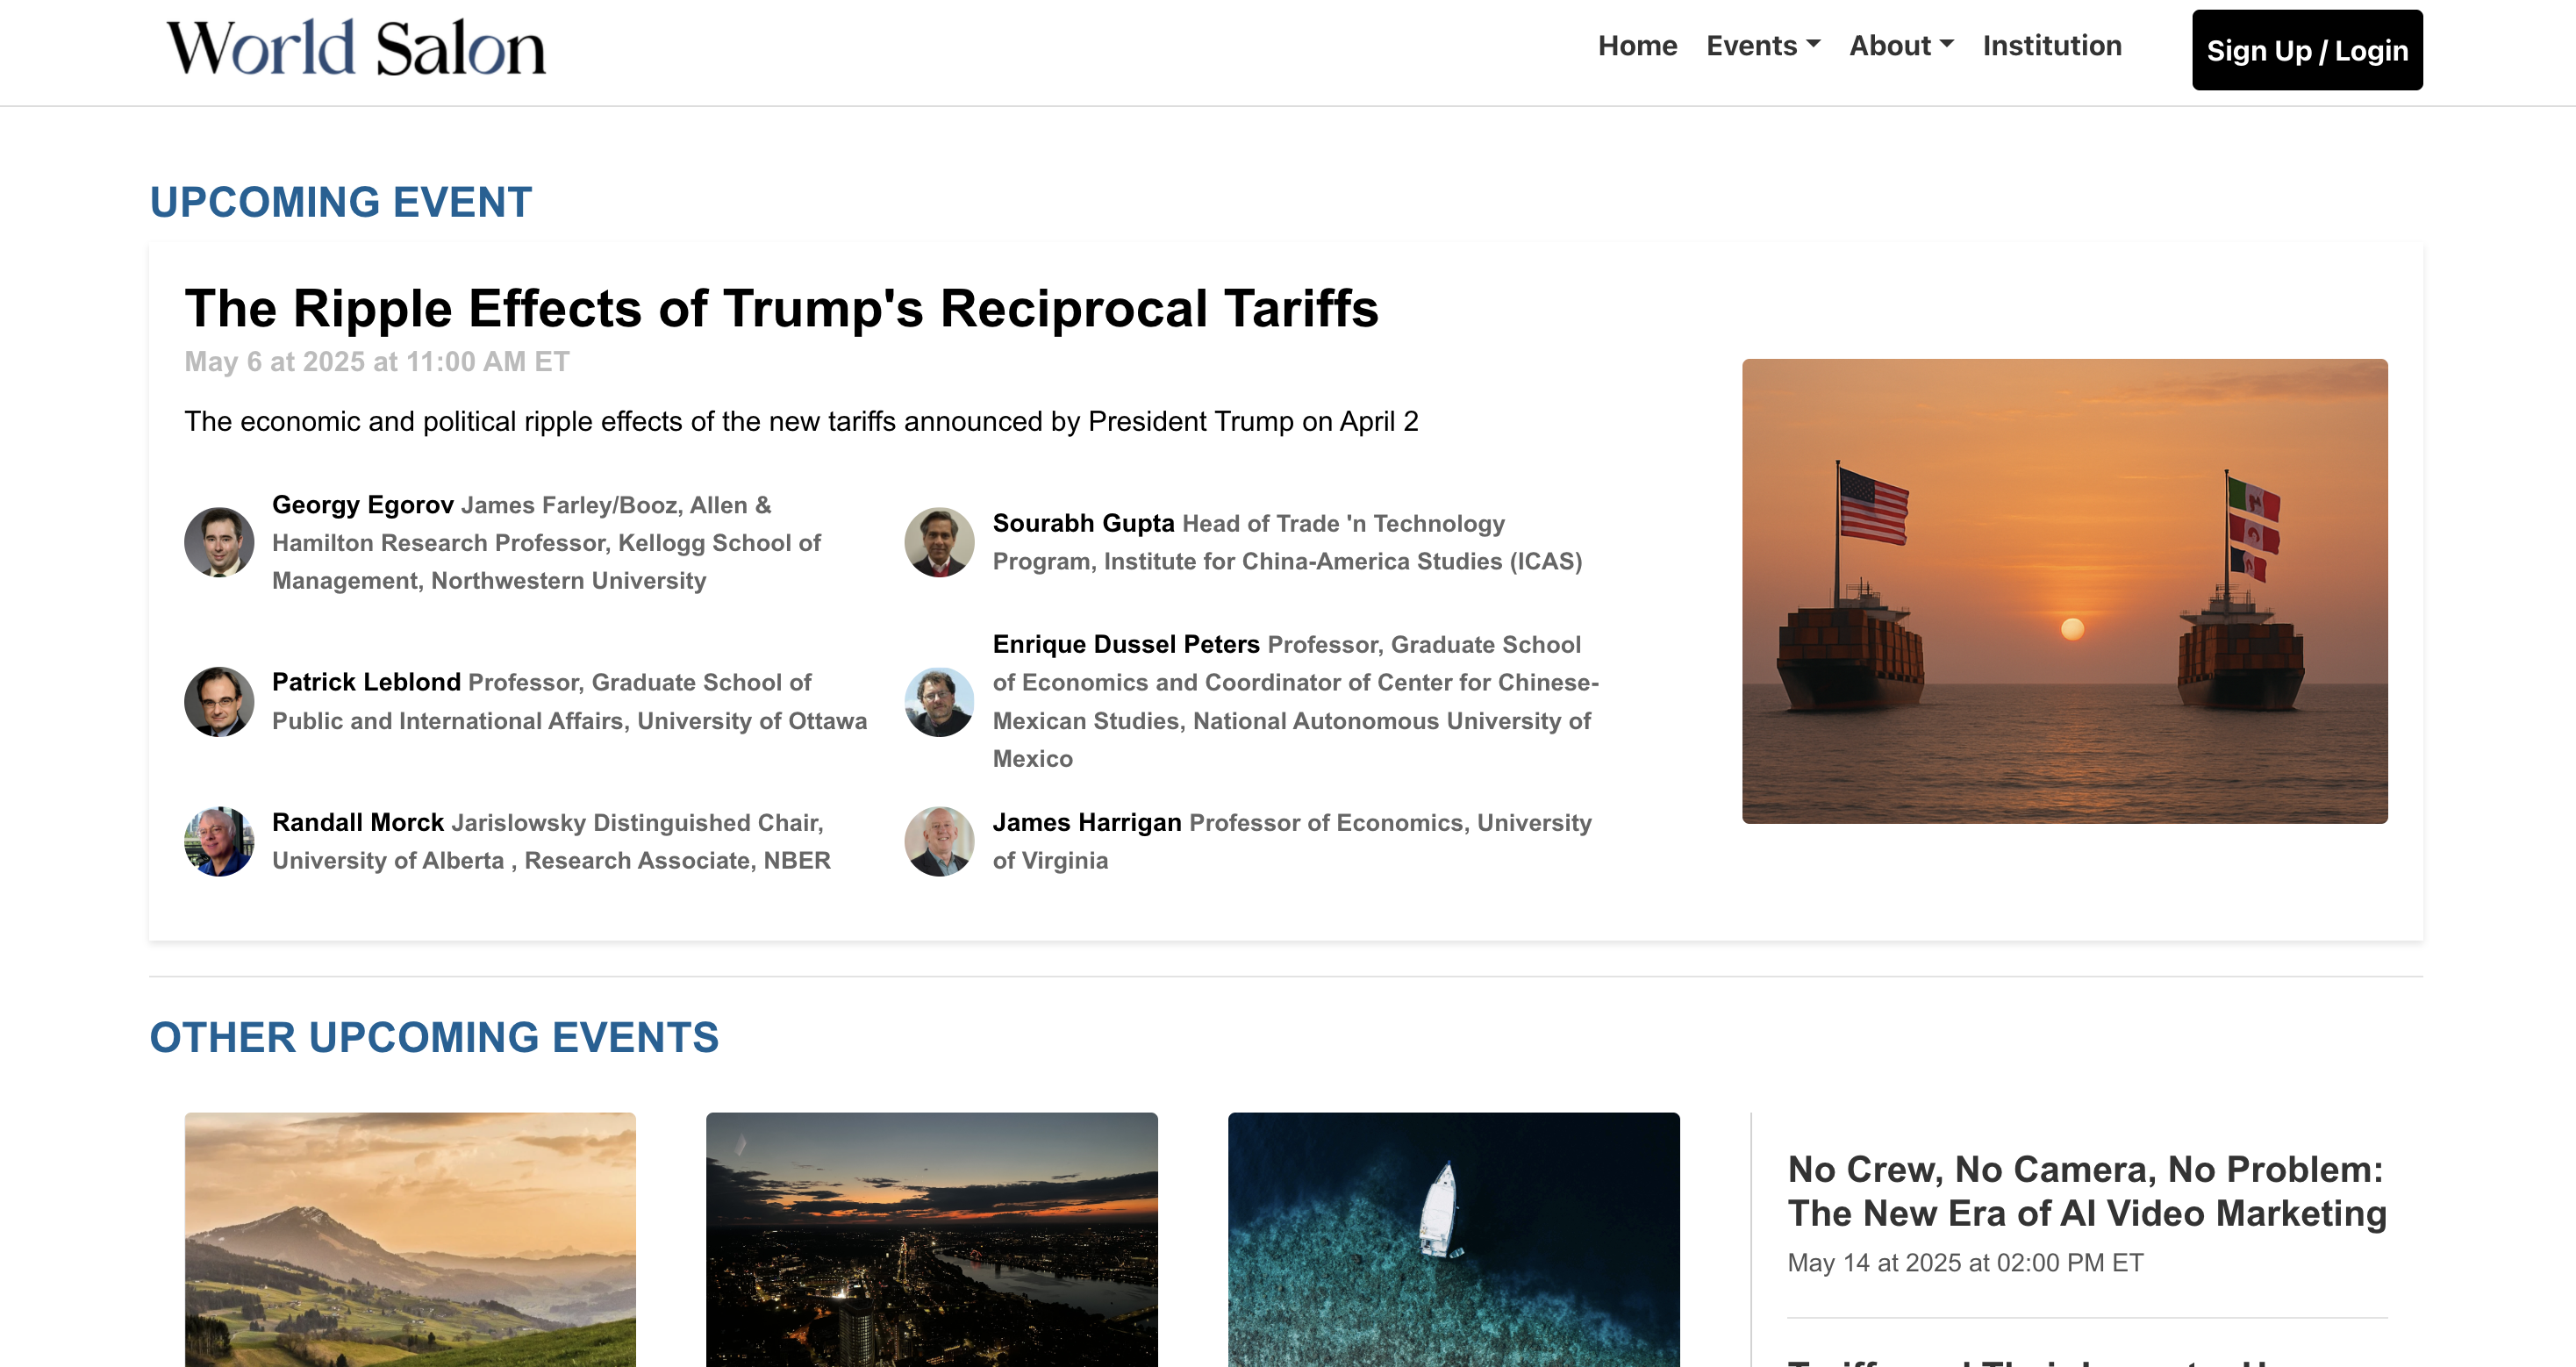 World Salon
Home Events About Institution Sign Up / Login
UPCOMING EVENT
The Ripple Effects of Trump's Reciprocal Tariffs
May 6 at 2025 at 11:00 AM ET
The economic and political ripple effects of the new tariffs announced by President Trump on April 2
Georgy Egorov James Farley/Booz, Allen &
Hamilton Research Professor, Kellogg School of
Management, Northwestern University
Sourabh Gupta Head of Trade 'n Technology
Program, Institute for China-America Studies (ICAS)
Patrick Leblond Professor, Graduate School of
Public and International Affairs, University of Ottawa
Enrique Dussel Peters Professor, Graduate School
of Economics and Coordinator of Center for Chinese-
Mexican Studies, National Autonomous University of
Mexico
Randall Morck Jarislowsky Distinguished Chair,
University of Alberta , Research Associate, NBER
James Harrigan Professor of Economics, University
of Virginia
OTHER UPCOMING EVENTS
No Crew, No Camera, No Problem:
The New Era of AI Video Marketing
May 14 at 2025 at 02:00 PM ET